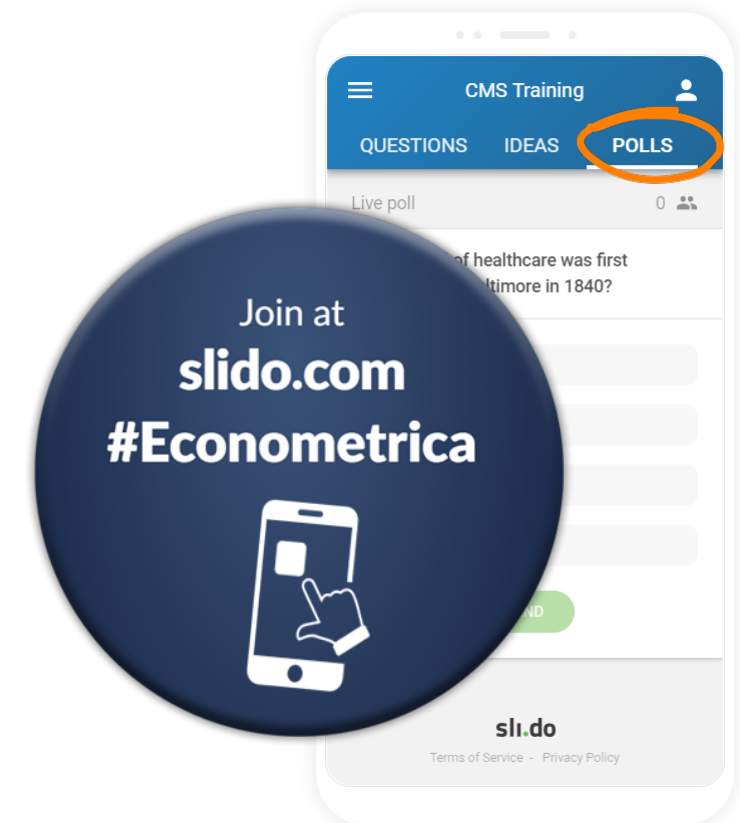 CMS Training
QUESTIONS IDEAS POLLS
Live poll 0
of healthcare was first
in 1840?
Join at
slido.com
#Econometrica
sli.do
Terms of Service - Privacy Policy